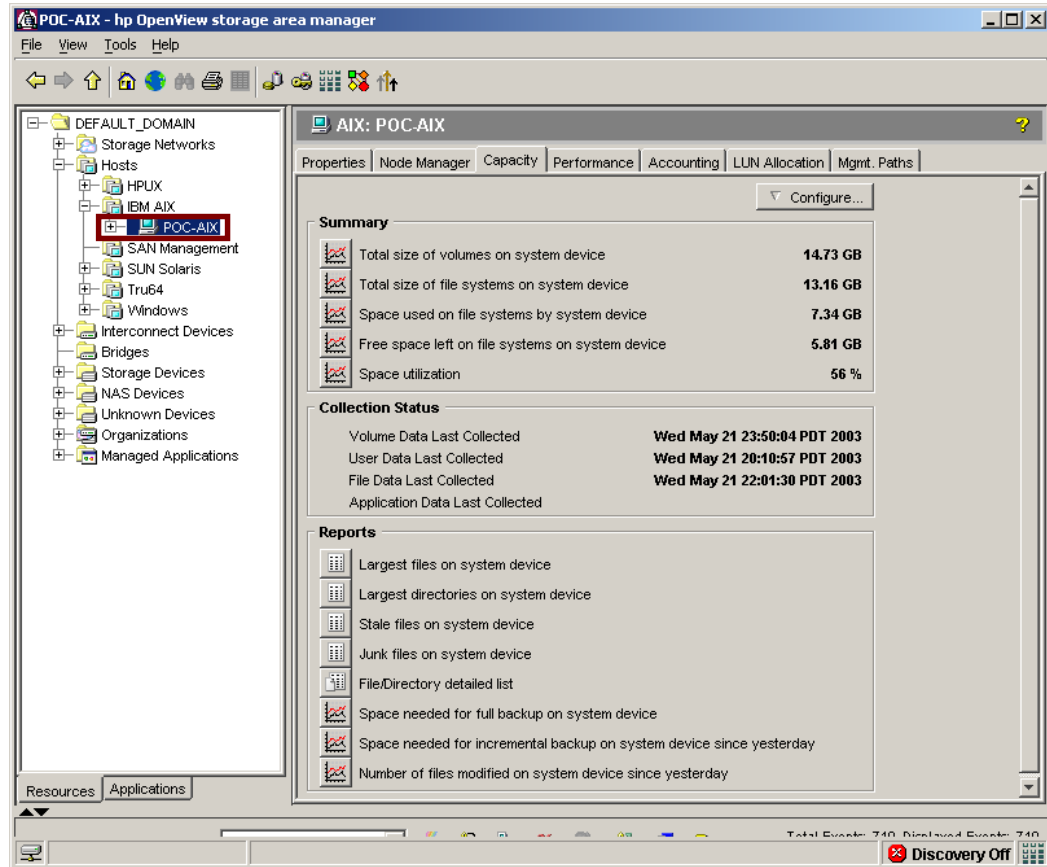 POC-AIX - hp OpenView storage area manager
File View Tools Help
DEFAULT_DOMAIN
Storage Networks
Hosts
HPUX
IBM AIX
POC-AIX
SAN Management
SUN Solaris
Tru64
Windows
Interconnect Devices
Bridges
Storage Devices
NAS Devices
Unknown Devices
Organizations
Managed Applications
Resources Applications
AIX: POC-AIX
Properties Node Manager Capacity Performance Accounting LUN Allocation Mgmt. Paths
Configure...
Summary
Total size of volumes on system device 14.73 GB
Total size of file systems on system device 13.16 GB
Space used on file systems by system device 7.34 GB
Free space left on file systems on system device 5.81 GB
Space utilization 56 %
Collection Status
Volume Data Last Collected Wed May 21 23:50:04 PDT 2003
User Data Last Collected Wed May 21 20:10:57 PDT 2003
File Data Last Collected Wed May 21 22:01:30 PDT 2003
Application Data Last Collected
Reports
Largest files on system device
Largest directories on system device
Stale files on system device
Junk files on system device
File/Directory detailed list
Space needed for full backup on system device
Space needed for incremental backup on system device since yesterday
Number of files modified on system device since yesterday
Total Events: 710 Displayed Events: 710
Discovery Off